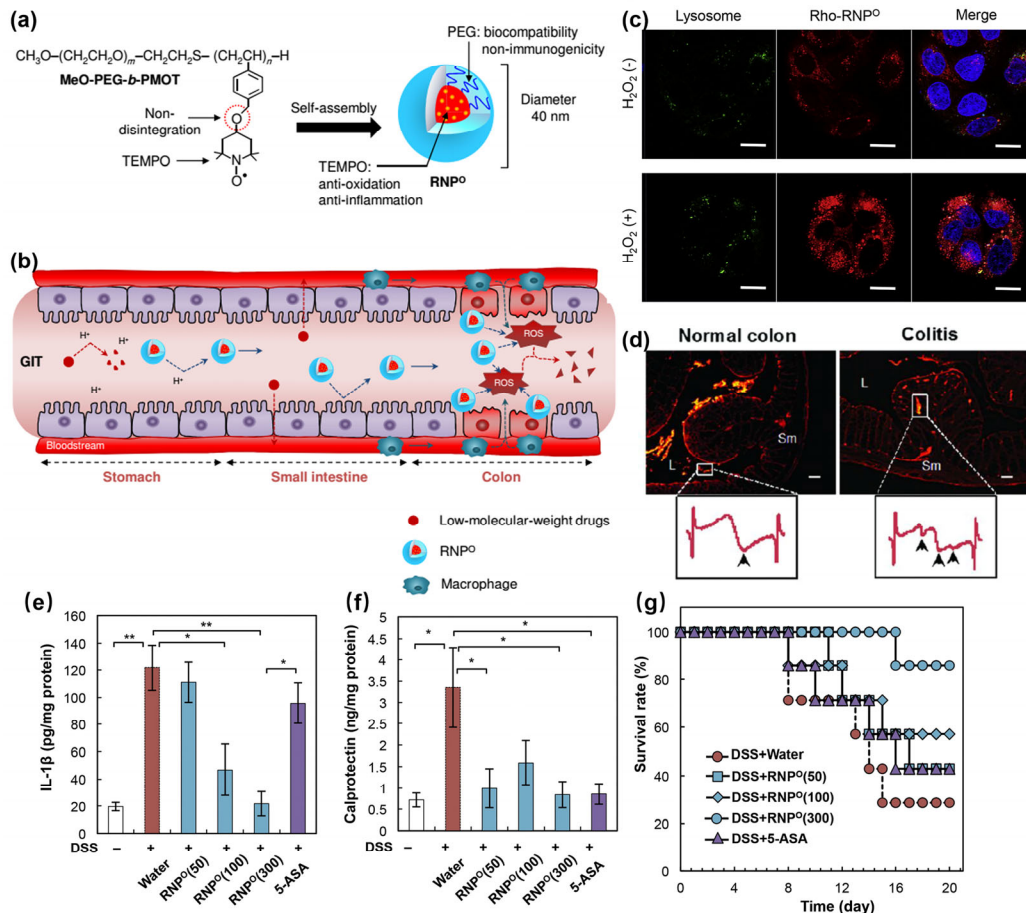 (a)
CH₃O–(CH₂CH₂O)m–CH₂CH₂S– (CH₂CH)n–H
MeO-PEG-b-PMOT
Non-
disintegration
O
TEMPO
N
O•
Self-assembly
PEG: biocompatibility
non-immunogenicity
Diameter
40 nm
TEMPO:
anti-oxidation
anti-inflammation
RNPᴼ
(b)
GIT
H⁺
H⁺
H⁺
H⁺
ROS
ROS
Bloodstream
Stomach
Small intestine
Colon
Low-molecular-weight drugs
RNPᴼ
Macrophage
(c)
Lysosome
Rho-RNPᴼ
Merge
H₂O₂ (-)
H₂O₂ (+)
(d)
Normal colon
Colitis
L
Sm
L
Sm
(e)
IL-1β (pg/mg protein)
160
140
120
100
80
60
40
20
0
**
**
*
*
DSS
– + + + + +
Water
RNPᴼ(50)
RNPᴼ(100)
RNPᴼ(300)
5-ASA
(f)
Calprotectin (ng/mg protein)
5
4.5
4
3.5
3
2.5
2
1.5
1
0.5
0
*
*
*
*
DSS
– + + + + +
Water
RNPᴼ(50)
RNPᴼ(100)
RNPᴼ(300)
5-ASA
(g)
Survival rate (%)
100
80
60
40
20
0
DSS+Water
DSS+RNPᴼ(50)
DSS+RNPᴼ(100)
DSS+RNPᴼ(300)
DSS+5-ASA
0 4 8 12 16 20
Time (day)